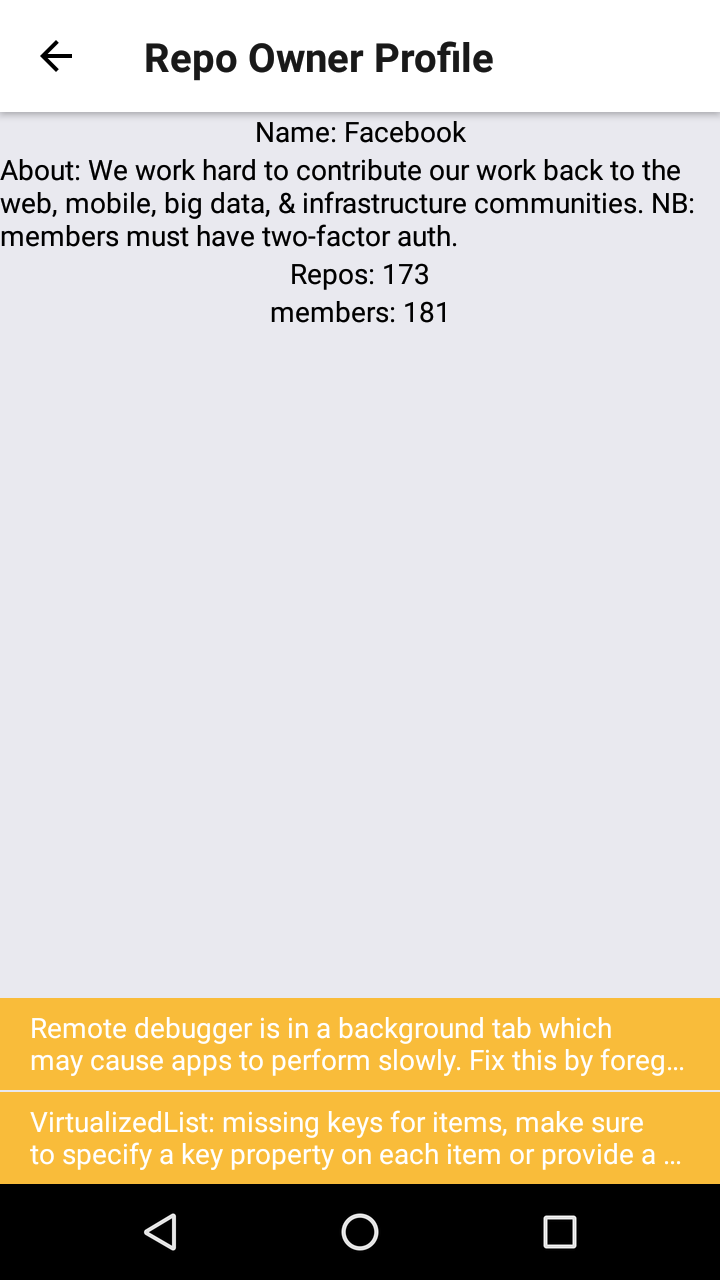 Repo Owner Profile
Name: Facebook
About: We work hard to contribute our work back to the
web, mobile, big data, & infrastructure communities. NB:
members must have two-factor auth.
Repos: 173
members: 181
Remote debugger is in a background tab which
may cause apps to perform slowly. Fix this by foreg...
VirtualizedList: missing keys for items, make sure
to specify a key property on each item or provide a ...